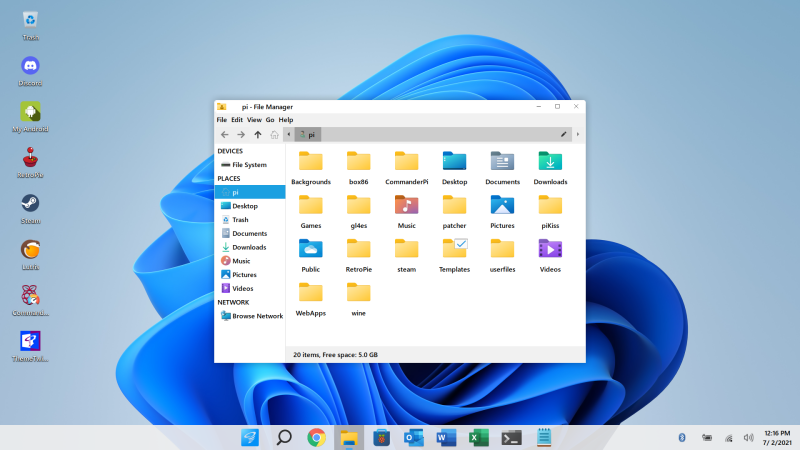 Trash
Discord
My Android
RetroPie
Steam
Command...
ThemeTwi...
pi - File Manager
File Edit View Go Help
pi
DEVICES
File System
PLACES
pi
Desktop
Trash
Documents
Downloads
Music
Pictures
Videos
NETWORK
Browse Network
Backgrounds box86 CommanderPi Desktop Documents Downloads
Games gl4es Music patcher Pictures piKiss
Public RetroPie steam Templates userfiles Videos
WebApps wine
20 items, Free space: 5.0 GB
12:16 PM
7/ 2/2021